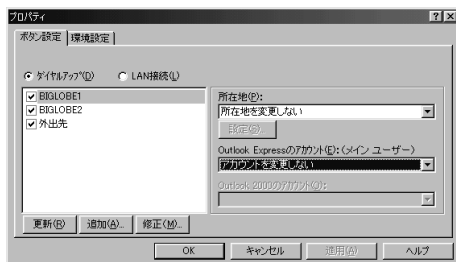 プロパティ
ボタン設定
環境設定
ダイヤルアップ(D)
LAN接続(L)
BIGLOBE1
BIGLOBE2
外出先
所在地(P):
所在地を変更しない
設定(S)...
Outlook Expressのアカウント(E):(メイン ユーザー)
アカウントを変更しない
Outlook 2000のアカウント(O):
更新(R)
追加(A)...
修正(M)...
OK
キャンセル
適用(A)
ヘルプ